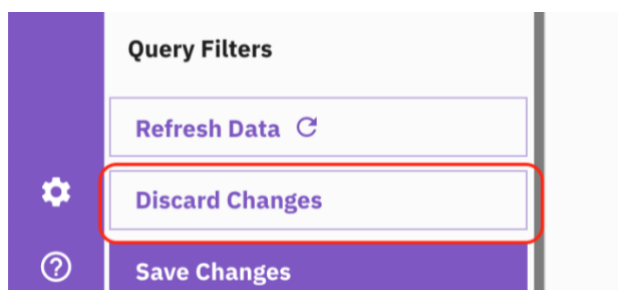 Query Filters
Refresh Data
Discard Changes
Save Changes